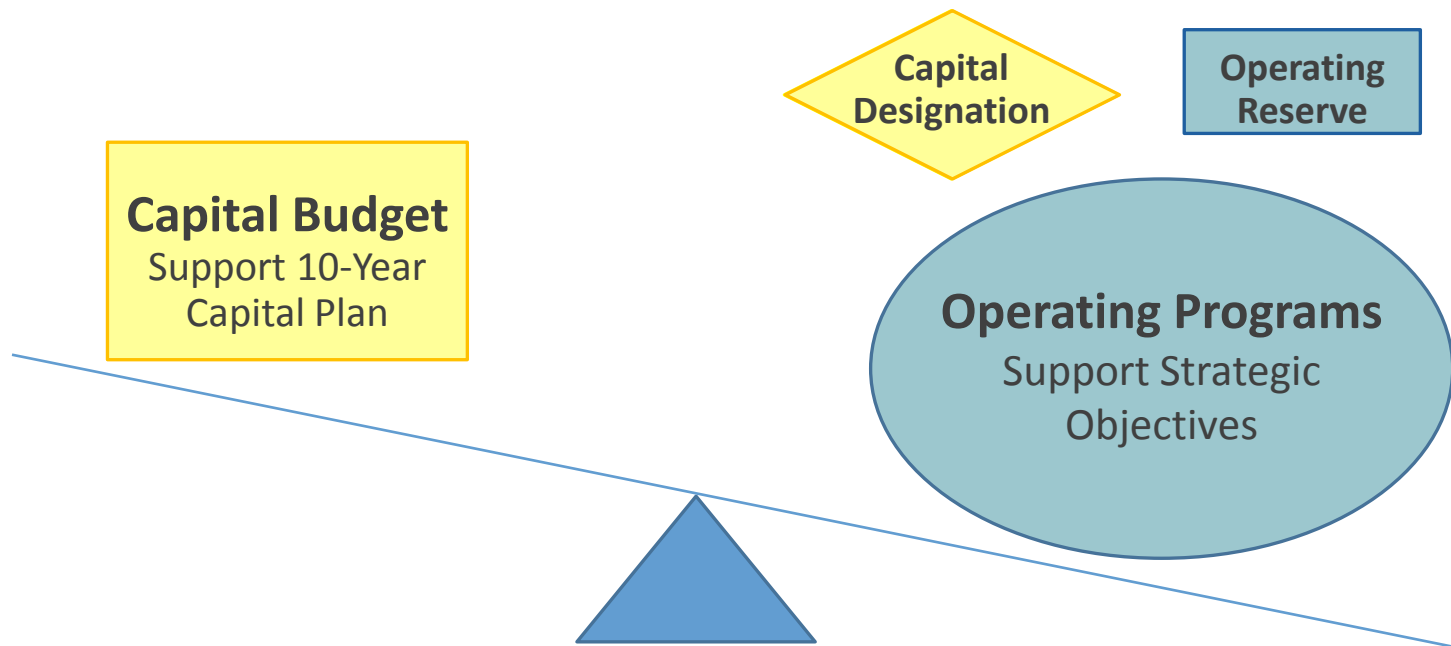 Capital
Designation
Operating
Reserve
Capital Budget
Support 10-Year
Capital Plan
Operating Programs
Support Strategic
Objectives